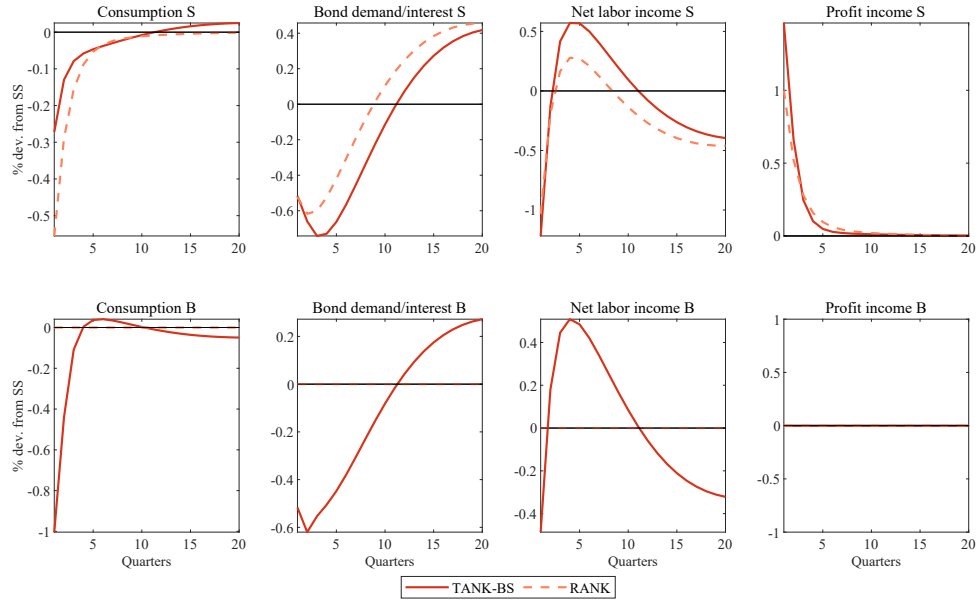 Consumption S
Bond demand/interest S
Net labor income S
Profit income S
% dev. from SS
0
-0.1
-0.2
-0.3
-0.4
-0.5
5 10 15 20
0.4
0.2
0
-0.2
-0.4
-0.6
5 10 15 20
0.5
0
-0.5
-1
5 10 15 20
1
0.5
0
5 10 15 20
Consumption B
Bond demand/interest B
Net labor income B
Profit income B
% dev. from SS
0
-0.2
-0.4
-0.6
-0.8
-1
5 10 15 20
Quarters
0.2
0
-0.2
-0.4
-0.6
5 10 15 20
Quarters
0.4
0.2
0
-0.2
-0.4
5 10 15 20
Quarters
1
0.5
0
-0.5
-1
5 10 15 20
Quarters
TANK-BS RANK